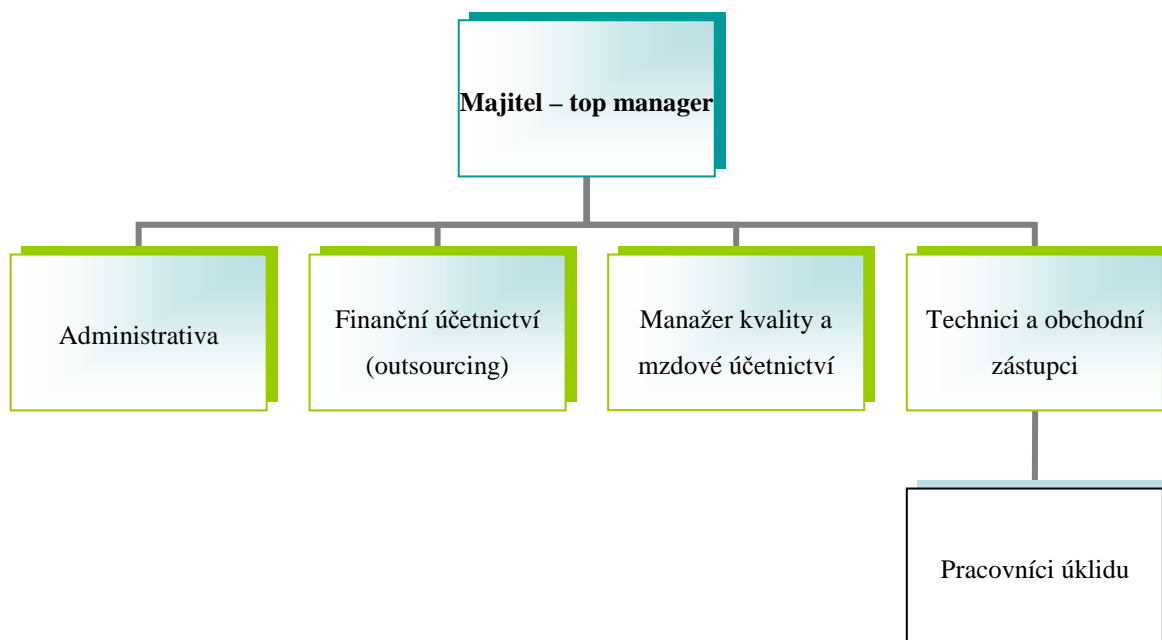 Majitel – top manager
Administrativa
Finanční účetnictví
(outsourcing)
Manažer kvality a
mzdové účetnictví
Technici a obchodní
zástupci
Pracovníci úklidu